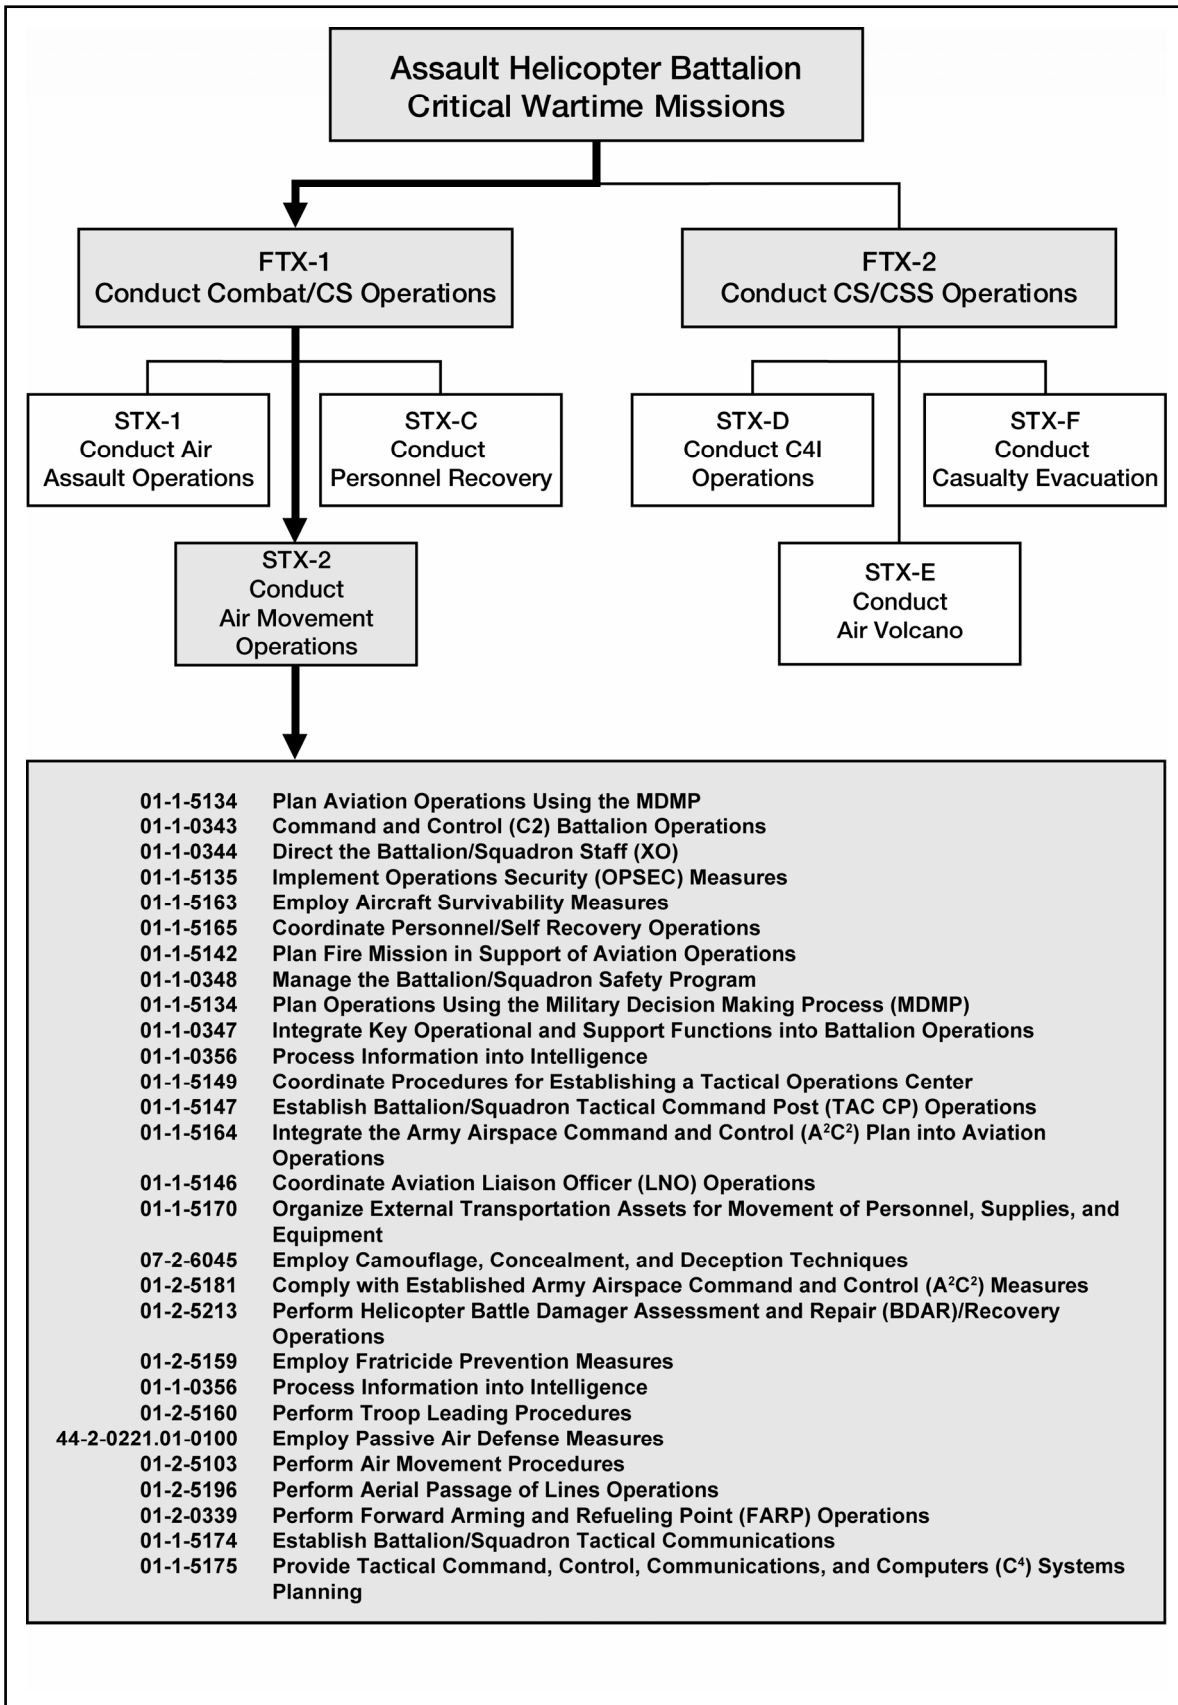 Assault Helicopter Battalion
Critical Wartime Missions
FTX-1
Conduct Combat/CS Operations
FTX-2
Conduct CS/CSS Operations
STX-1
Conduct Air
Assault Operations
STX-C
Conduct
Personnel Recovery
STX-D
Conduct C4I
Operations
STX-F
Conduct
Casualty Evacuation
STX-2
Conduct
Air Movement
Operations
STX-E
Conduct
Air Volcano
01-1-5134 Plan Aviation Operations Using the MDMP
01-1-0343 Command and Control (C2) Battalion Operations
01-1-0344 Direct the Battalion/Squadron Staff (XO)
01-1-5135 Implement Operations Security (OPSEC) Measures
01-1-5163 Employ Aircraft Survivability Measures
01-1-5165 Coordinate Personnel/Self Recovery Operations
01-1-5142 Plan Fire Mission in Support of Aviation Operations
01-1-0348 Manage the Battalion/Squadron Safety Program
01-1-5134 Plan Operations Using the Military Decision Making Process (MDMP)
01-1-0347 Integrate Key Operational and Support Functions into Battalion Operations
01-1-0356 Process Information into Intelligence
01-1-5149 Coordinate Procedures for Establishing a Tactical Operations Center
01-1-5147 Establish Battalion/Squadron Tactical Command Post (TAC CP) Operations
01-1-5164 Integrate the Army Airspace Command and Control (A²C²) Plan into Aviation
Operations
01-1-5146 Coordinate Aviation Liaison Officer (LNO) Operations
01-1-5170 Organize External Transportation Assets for Movement of Personnel, Supplies, and
Equipment
07-2-6045 Employ Camouflage, Concealment, and Deception Techniques
01-2-5181 Comply with Established Army Airspace Command and Control (A²C²) Measures
01-2-5213 Perform Helicopter Battle Damager Assessment and Repair (BDAR)/Recovery
Operations
01-2-5159 Employ Fratricide Prevention Measures
01-1-0356 Process Information into Intelligence
01-2-5160 Perform Troop Leading Procedures
44-2-0221.01-0100 Employ Passive Air Defense Measures
01-2-5103 Perform Air Movement Procedures
01-2-5196 Perform Aerial Passage of Lines Operations
01-2-0339 Perform Forward Arming and Refueling Point (FARP) Operations
01-1-5174 Establish Battalion/Squadron Tactical Communications
01-1-5175 Provide Tactical Command, Control, Communications, and Computers (C⁴) Systems
Planning